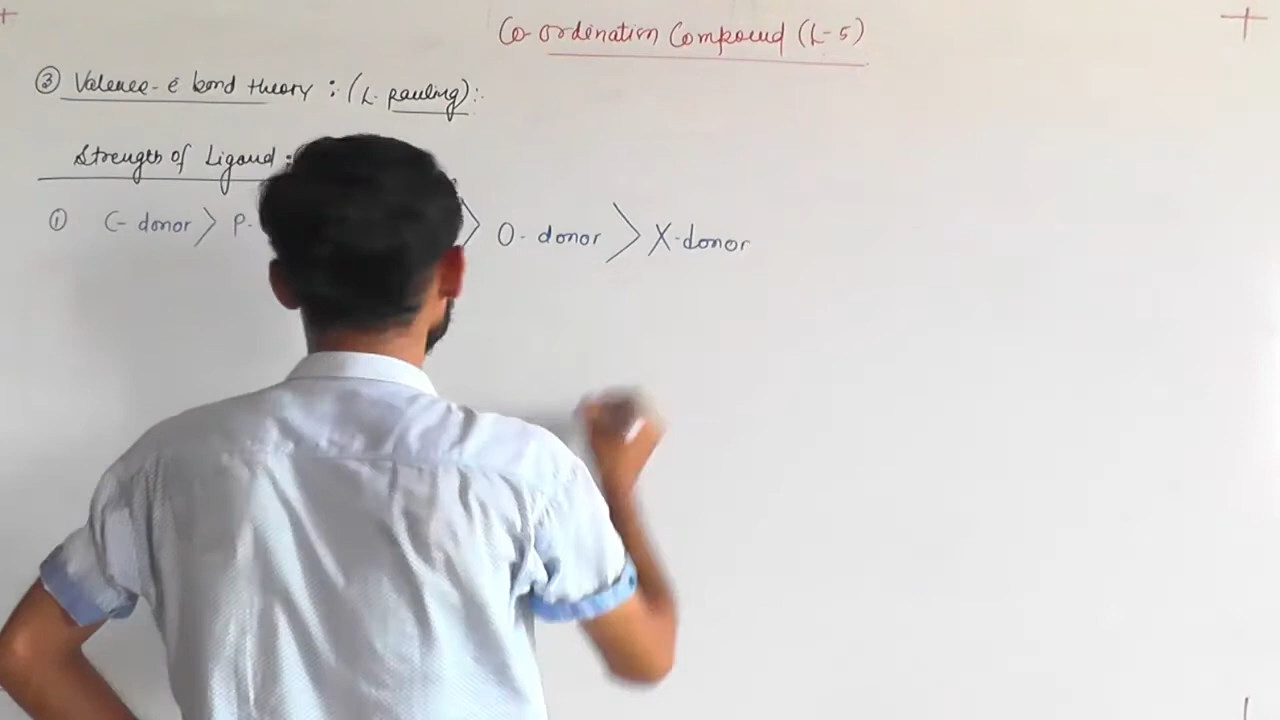 Co-ordination Compound (L-5)
③ Valence-e bond theory : (L. pauling):
Strength of Ligand :
① C- donor > P- > O- donor > X-donor